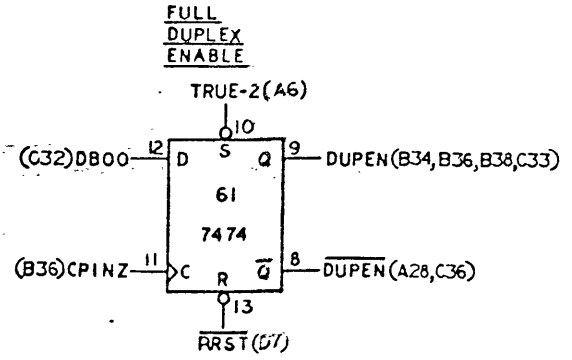 FULL
DUPLEX
ENABLE
TRUE-2(A6)
10
(C32)DB00 12 D S Q 9 DUPEN(B34,B36,B38,C33)
61
7474
(B36)CPINZ 11 C R Q 8 DUPEN(A28,C36)
13
RRST(D7)